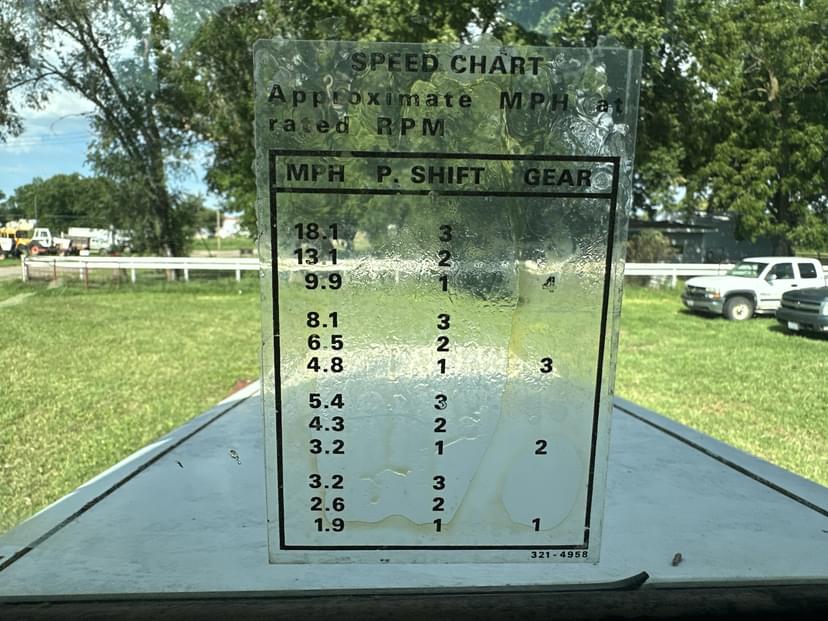 SPEED CHART
Approximate MPH at
rated RPM
MPH P. SHIFT GEAR
18.1 3
13.1 2
9.9 1 4
8.1 3
6.5 2
4.8 1 3
5.4 3
4.3 2
3.2 1 2
3.2 3
2.6 2
1.9 1 1
321-4958